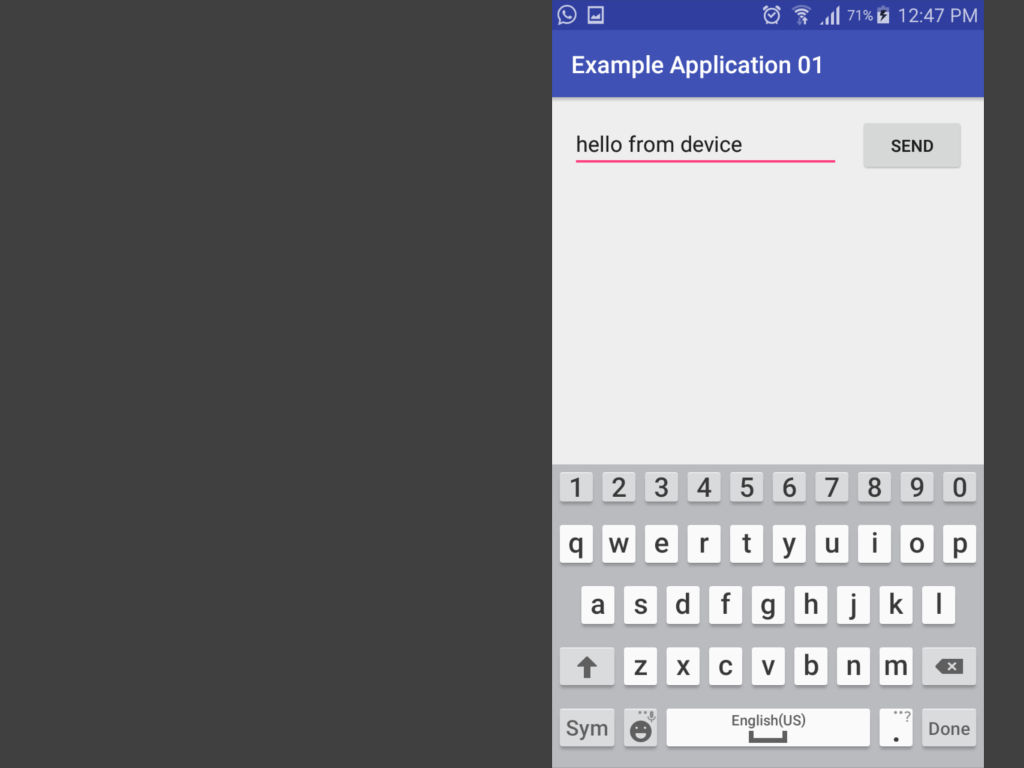 71% 12:47 PM
Example Application 01
hello from device
SEND
1 2 3 4 5 6 7 8 9 0
q w e r t y u i o p
a s d f g h j k l
z x c v b n m
Sym English(US) . ? Done